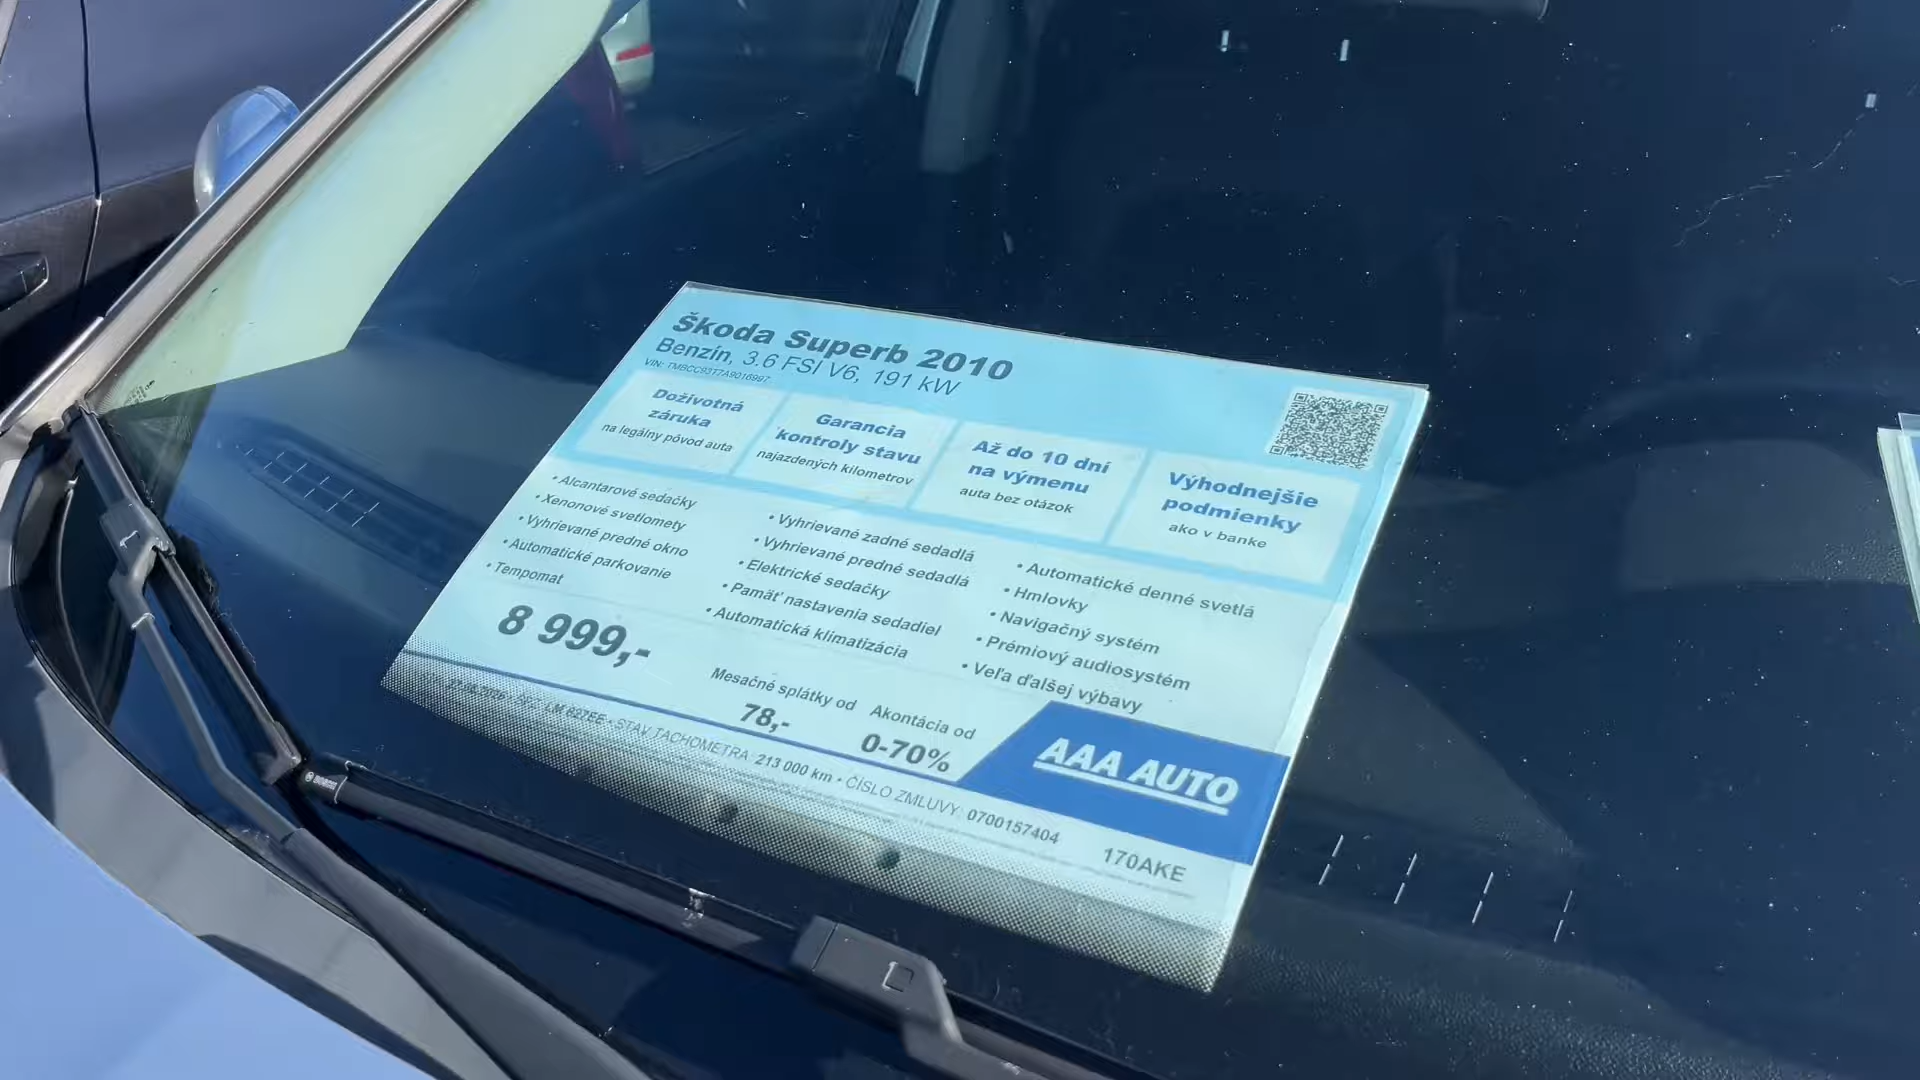 Škoda Superb 2010
Benzín, 3.6 FSI V6, 191 kW
VIN: TMBCC93T7A9016997
Doživotná
záruka
na legálny pôvod auta
Garancia
kontroly stavu
najazdených kilometrov
Až do 10 dní
na výmenu
auta bez otázok
Výhodnejšie
podmienky
ako v banke
• Alcantarové sedačky
• Xenonové svetlomety
• Vyhrievané predné okno
• Automatické parkovanie
• Tempomat
• Vyhrievané zadné sedadlá
• Vyhrievané predné sedadlá
• Elektrické sedačky
• Pamäť nastavenia sedadiel
• Automatická klimatizácia
• Automatické denné svetlá
• Hmlovky
• Navigačný systém
• Prémiový audiosystém
• Veľa ďalšej výbavy
8 999,-
Mesačné splátky od
78,-
Akontácia od
0-70%
AAA AUTO
LM 627EE • STAV TACHOMETRA: 213 000 km • ČÍSLO ZMLUVY: 0700157404
170AKE